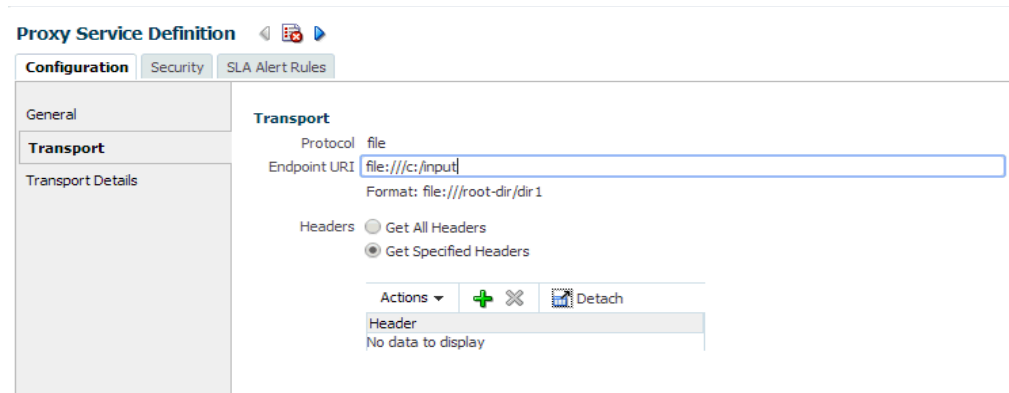 Proxy Service Definition
Configuration Security SLA Alert Rules
General
Transport
Transport Details
Transport
Protocol file
Endpoint URI file:///c:/input
Format: file:///root-dir/dir1
Headers Get All Headers
Get Specified Headers
Actions Detach
Header
No data to display